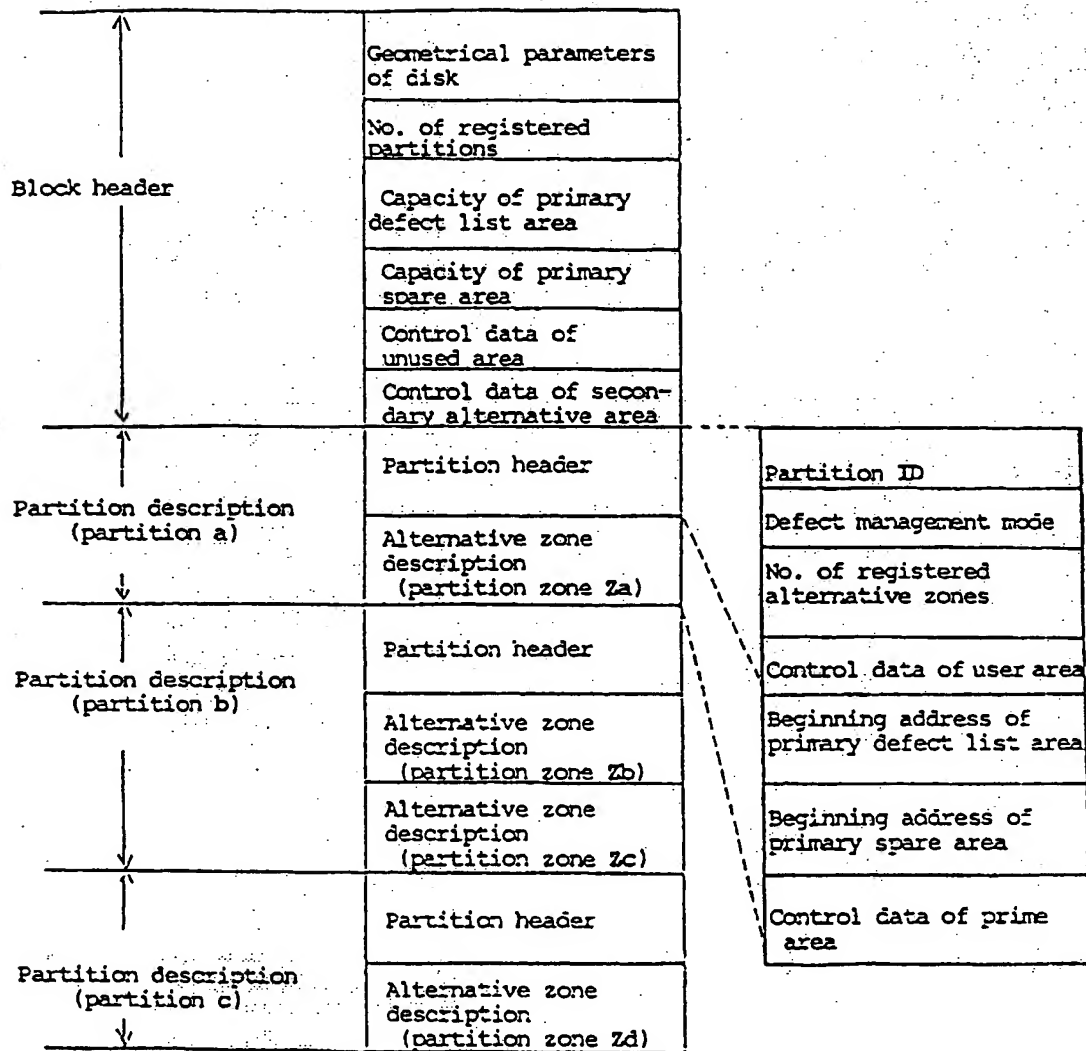 Geometrical parameters
of disk
No. of registered
partitions
Block header
Capacity of primary
defect list area
Capacity of primary
spare area
Control data of
unused area
Control data of secon-
dary alternative area
Partition description
(partition a)
Partition header
Alternative zone
description
(partition zone Za)
Partition description
(partition b)
Partition header
Alternative zone
description
(partition zone Zb)
Alternative zone
description
(partition zone Zc)
Partition description
(partition c)
Partition header
Alternative zone
description
(partition zone Zd)
Partition ID
Defect management mode
No. of registered
alternative zones
Control data of user area
Beginning address of
primary defect list area
Beginning address of
primary spare area
Control data of prime
area